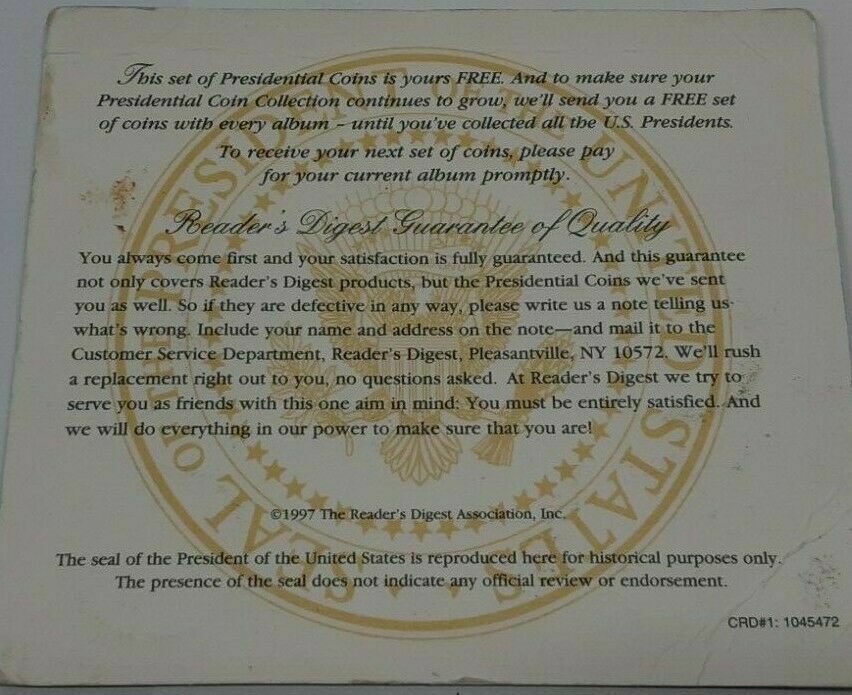 This set of Presidential Coins is yours FREE. And to make sure your
Presidential Coin Collection continues to grow, we'll send you a FREE set
of coins with every album – until you've collected all the U.S. Presidents.
To receive your next set of coins, please pay
for your current album promptly.
Reader's Digest Guarantee of Quality
You always come first and your satisfaction is fully guaranteed. And this guarantee
not only covers Reader's Digest products, but the Presidential Coins we've sent
you as well. So if they are defective in any way, please write us a note telling us
what's wrong. Include your name and address on the note—and mail it to the
Customer Service Department, Reader's Digest, Pleasantville, NY 10572. We'll rush
a replacement right out to you, no questions asked. At Reader's Digest we try to
serve you as friends with this one aim in mind: You must be entirely satisfied. And
we will do everything in our power to make sure that you are!
©1997 The Reader's Digest Association, Inc.
The seal of the President of the United States is reproduced here for historical purposes only.
The presence of the seal does not indicate any official review or endorsement.
CRD#1: 1045472
SEAL OF THE PRESIDENT OF THE UNITED STATES